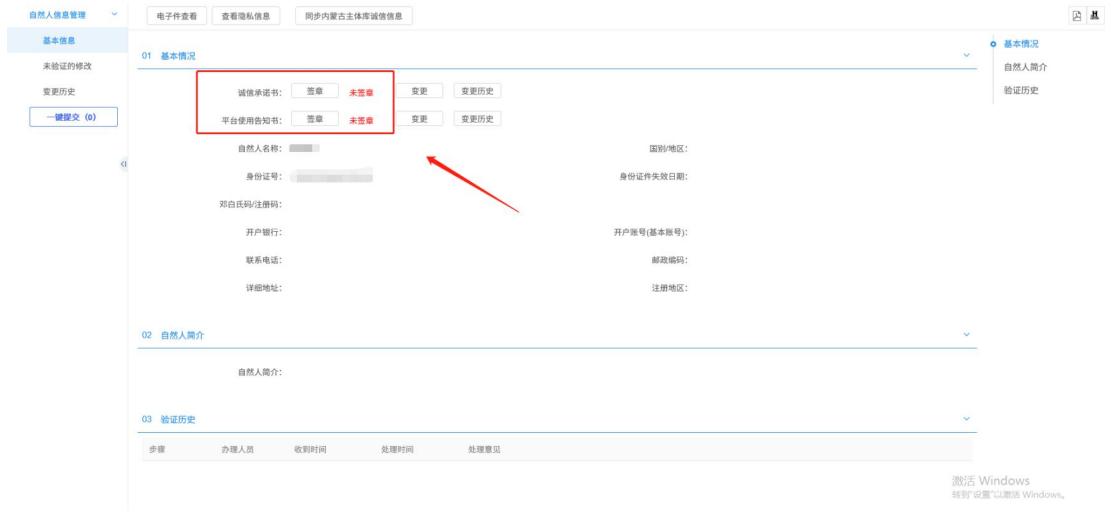 自然人信息管理
电子件查看 查看隐私信息 同步内蒙古主体库诚信信息
基本信息
未验证的修改
变更历史
一键提交（0）
01 基本情况
诚信承诺书： 签章 未签章 变更 变更历史
平台使用告知书： 签章 未签章 变更 变更历史
自然人名称： 国别/地区：
身份证号： 身份证件失效日期：
邓白氏码/注册码：
开户银行： 开户账号(基本账号)：
联系电话： 邮政编码：
详细地址： 注册地区：
02 自然人简介
自然人简介：
03 验证历史
步骤 办理人员 收到时间 处理时间 处理意见
基本情况
自然人简介
验证历史
激活 Windows
转到"设置"以激活 Windows。